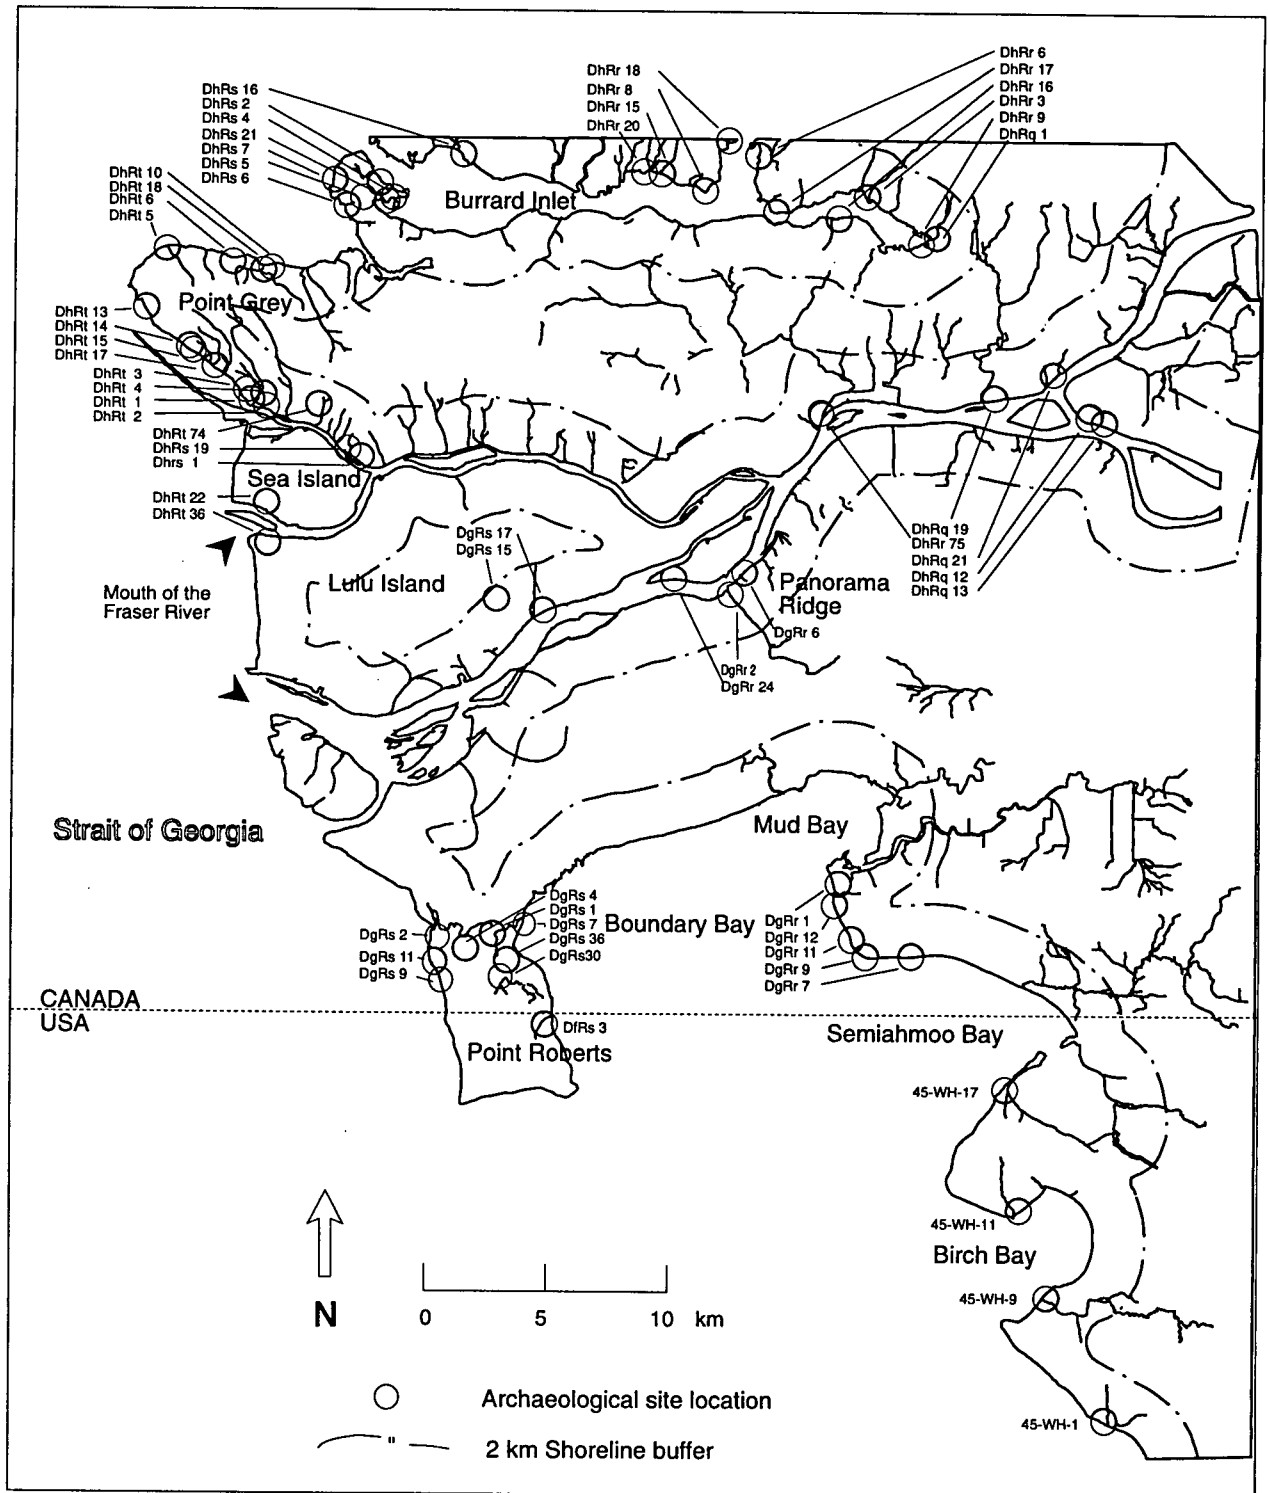 DhRr 6
DhRr 17
DhRr 16
DhRr 3
DhRr 9
DhRq 1
DhRr 18
DhRr 8
DhRr 15
DhRr 20
DhRs 16
DhRs 2
DhRs 4
DhRs 21
DhRs 7
DhRs 5
DhRs 6
DhRt 10
DhRt 18
DhRt 6
DhRt 5
Burrard Inlet
Point Grey
DhRt 13
DhRt 14
DhRt 15
DhRt 17
DhRt 3
DhRt 4
DhRt 1
DhRt 2
DhRt 74
DhRs 19
Dhrs 1
Sea Island
DhRt 22
DhRt 36
DgRs 17
DgRs 15
DhRq 19
DhRr 75
DhRq 21
DhRq 12
DhRq 13
Mouth of the
Fraser River
Lulu Island
Panorama
Ridge
DgRr 6
DgRr 2
DgRr 24
Strait of Georgia
Mud Bay
DgRs 4
DgRs 1
DgRs 7
DgRs 36
DgRs30
Boundary Bay
DgRs 2
DgRs 11
DgRs 9
DgRr 1
DgRr 12
DgRr 11
DgRr 9
DgRr 7
CANADA
USA
DfRs 3
Point Roberts
Semiahmoo Bay
45-WH-17
45-WH-11
Birch Bay
45-WH-9
45-WH-1
N
0 5 10 km
Archaeological site location
" 2 km Shoreline buffer